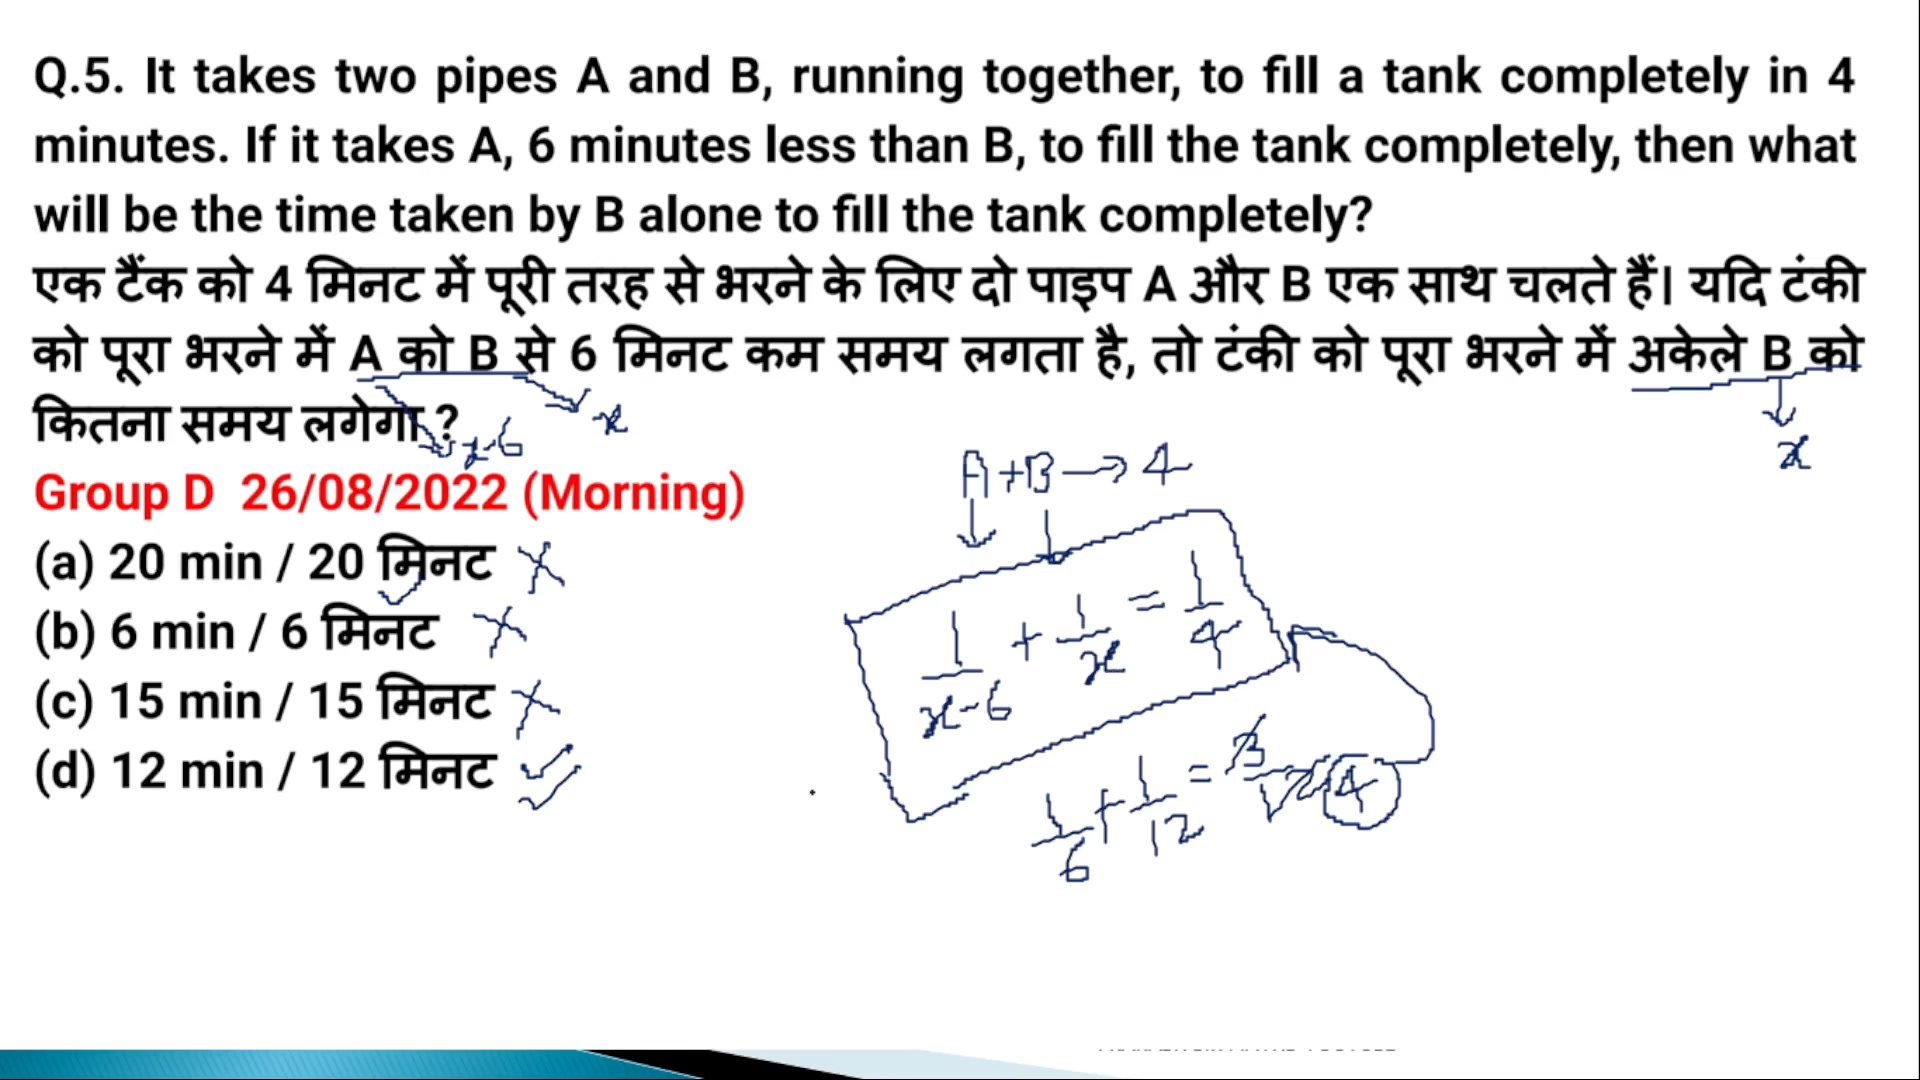 Q.5. It takes two pipes A and B, running together, to fill a tank completely in 4
minutes. If it takes A, 6 minutes less than B, to fill the tank completely, then what
will be the time taken by B alone to fill the tank completely?
एक टैंक को 4 मिनट में पूरी तरह से भरने के लिए दो पाइप A और B एक साथ चलते हैं। यदि टंकी
को पूरा भरने में A को B से 6 मिनट कम समय लगता है, तो टंकी को पूरा भरने में अकेले B को
कितना समय लगेगा ?
x
x-6
x
A+B→4
Group D 26/08/2022 (Morning)
(a) 20 min / 20 मिनट
(b) 6 min / 6 मिनट
1/x-6 + 1/x = 1/4
(c) 15 min / 15 मिनट
(d) 12 min / 12 मिनट
1/6 + 1/12 = 3/12 4